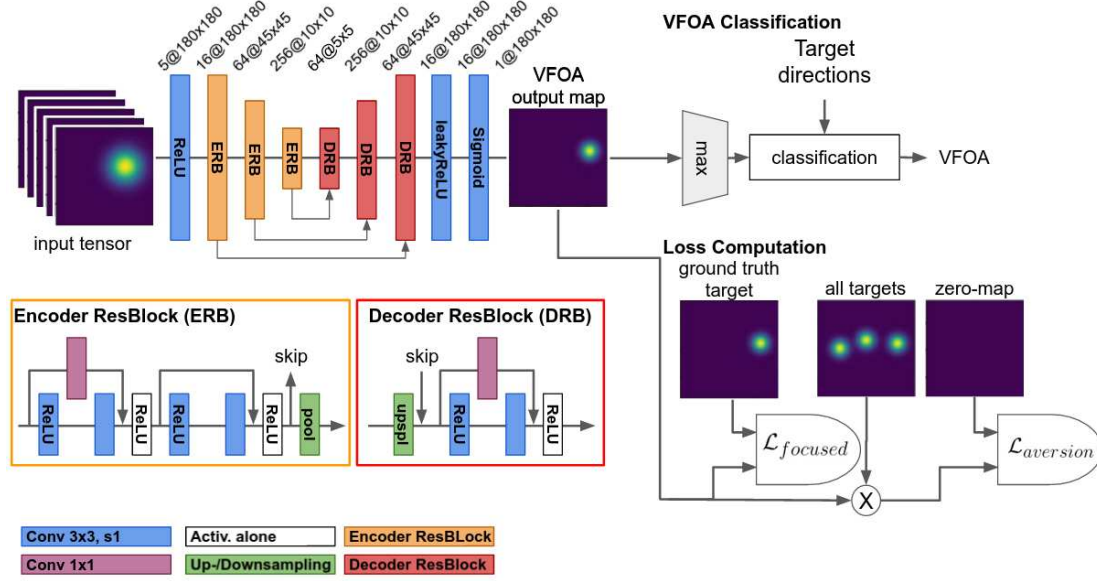 5@180x180
16@180x180
64@45x45
256@10x10
64@5x5
256@10x10
64@45x45
16@180x180
16@180x180
1@180x180
ReLU
ERB
ERB
ERB
DRB
DRB
DRB
leakyReLU
Sigmoid
input tensor
VFOA
output map
VFOA Classification
Target
directions
max
classification
VFOA
Loss Computation
ground truth
target
all targets
zero-map
L focused
L aversion
X
Encoder ResBlock (ERB)
ReLU
ReLU
ReLU
ReLU
skip
pool
Decoder ResBlock (DRB)
skip
upspl
ReLU
ReLU
Conv 3x3, s1
Activ. alone
Encoder ResBLock
Conv 1x1
Up-/Downsampling
Decoder ResBlock